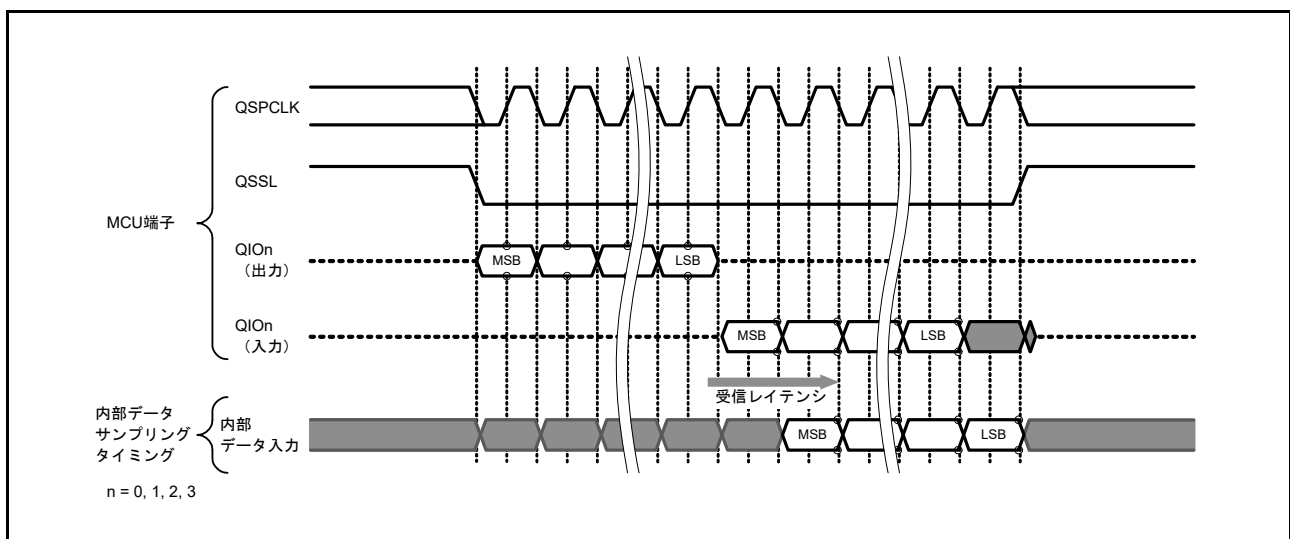 QSPCLK
QSSL
MCU端子
QIOn
（出力）
MSB
LSB
QIOn
（入力）
MSB
LSB
受信レイテンシ
内部データ
サンプリング
タイミング
内部
データ入力
MSB
LSB
n = 0, 1, 2, 3